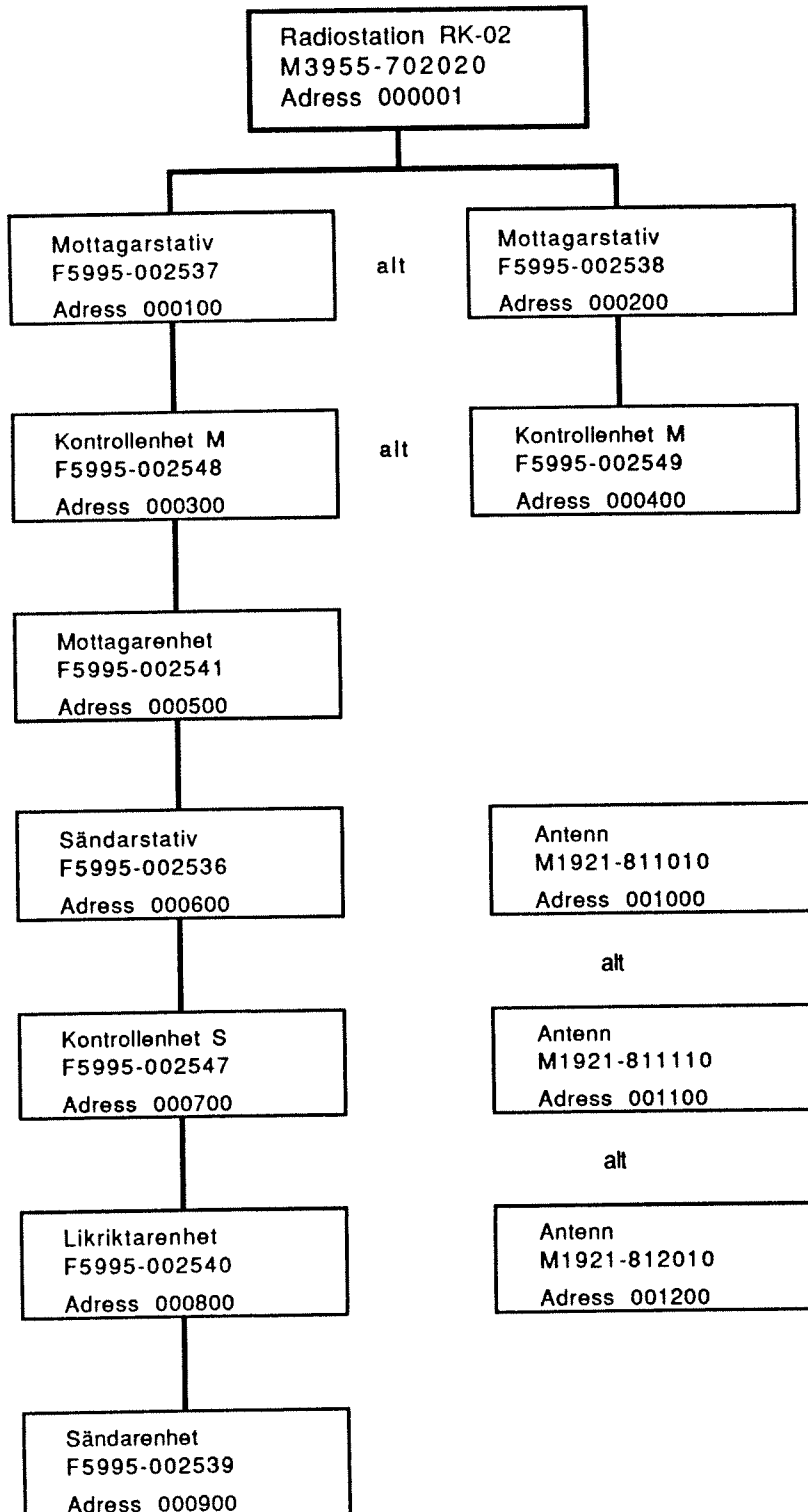 Radiostation RK-02
M3955-702020
Adress 000001
Mottagarstativ
F5995-002537
Adress 000100
alt
Mottagarstativ
F5995-002538
Adress 000200
Kontrollenhet M
F5995-002548
Adress 000300
alt
Kontrollenhet M
F5995-002549
Adress 000400
Mottagarenhet
F5995-002541
Adress 000500
Sändarstativ
F5995-002536
Adress 000600
Antenn
M1921-811010
Adress 001000
alt
Kontrollenhet S
F5995-002547
Adress 000700
Antenn
M1921-811110
Adress 001100
alt
Likriktarenhet
F5995-002540
Adress 000800
Antenn
M1921-812010
Adress 001200
Sändarenhet
F5995-002539
Adress 000900